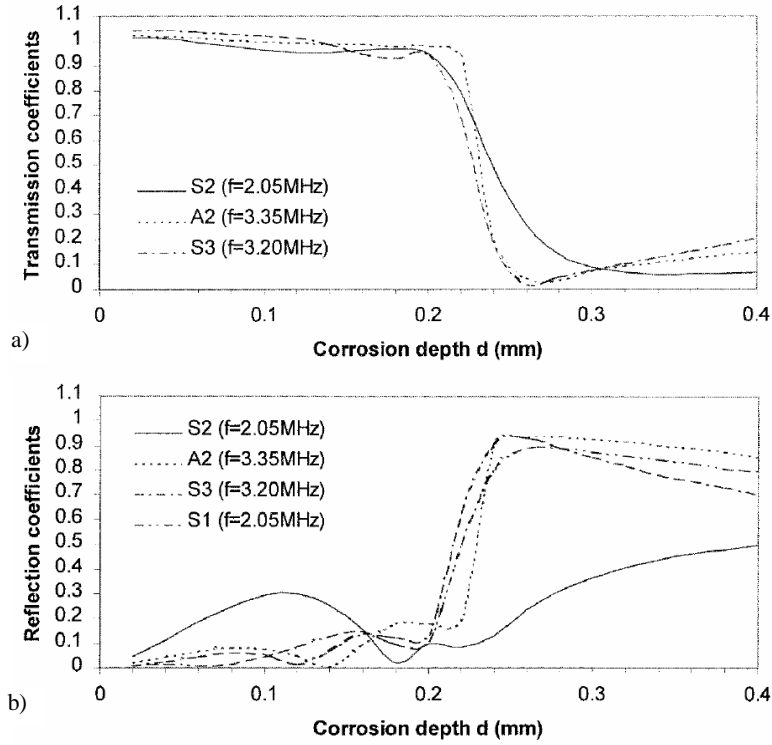 1.1
1
0.9
0.8
0.7
0.6
0.5
0.4
0.3
0.2
0.1
0
Transmission coefficients
S2 (f=2.05MHz)
A2 (f=3.35MHz)
S3 (f=3.20MHz)
0 0.1 0.2 0.3 0.4
a)
Corrosion depth d (mm)
1.1
1
0.9
0.8
0.7
0.6
0.5
0.4
0.3
0.2
0.1
0
Reflection coefficients
S2 (f=2.05MHz)
A2 (f=3.35MHz)
S3 (f=3.20MHz)
S1 (f=2.05MHz)
0 0.1 0.2 0.3 0.4
b)
Corrosion depth d (mm)